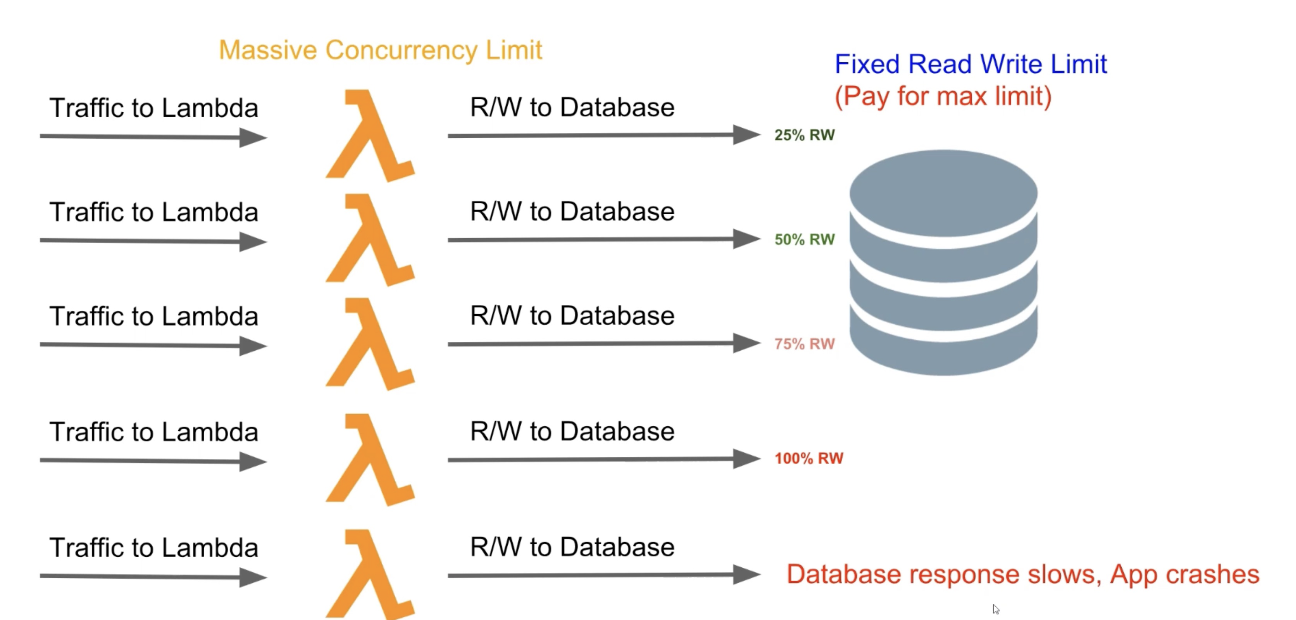 Massive Concurrency Limit
Fixed Read Write Limit
(Pay for max limit)
Traffic to Lambda
R/W to Database
25% RW
Traffic to Lambda
R/W to Database
50% RW
Traffic to Lambda
R/W to Database
75% RW
Traffic to Lambda
R/W to Database
100% RW
Traffic to Lambda
R/W to Database
Database response slows, App crashes